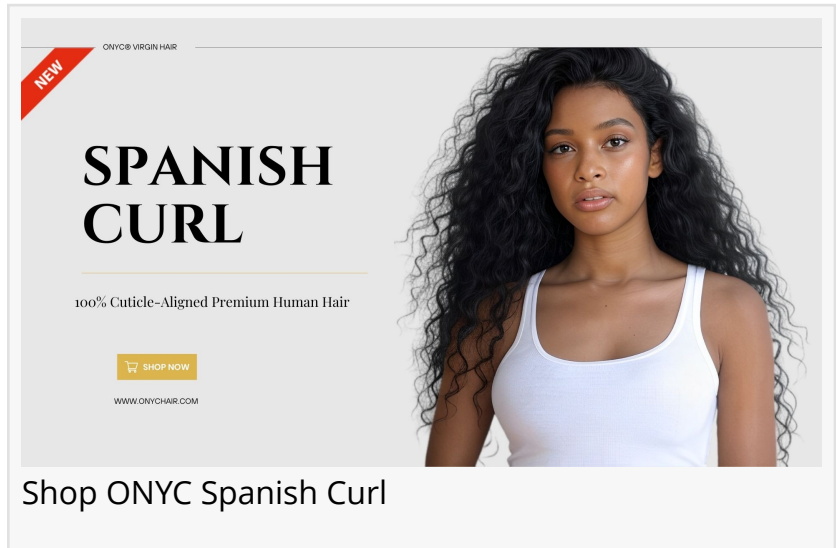 ONYC® VIRGIN HAIR
NEW
SPANISH
CURL
100% Cuticle-Aligned Premium Human Hair
SHOP NOW
WWW.ONYCHAIR.COM
Shop ONYC Spanish Curl